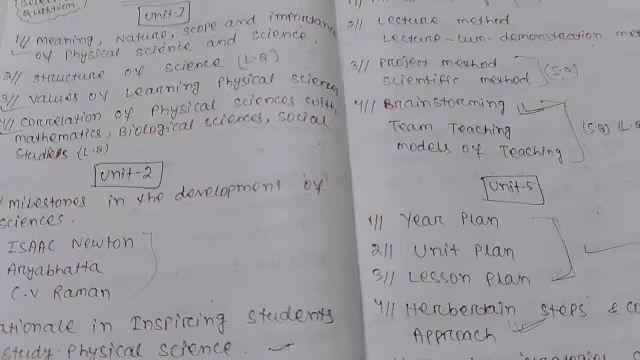 question
Unit-1
1// meaning, Nature, scope and importance
of Physical science and science.
2// structure of science (L.Q)
3// values of Learning Physical science
4// correlation of Physical sciences with
mathematics, Biological sciences, social
studies (L.Q)
Unit-2
milestones in the development of
sciences.
ISAAC Newton
Aryabhatta
C.V. Raman
in Inspiring students
study Physical science.
2// Lecture method
Lecture-cum-demonstration
3// Project method
scientific method (S.Q)
4// Brainstorming
Team Teaching (S.Q)
models of Teaching
Unit-5
1// Year Plan
2// Unit Plan
3// Lesson Plan
4// steps &
Approach